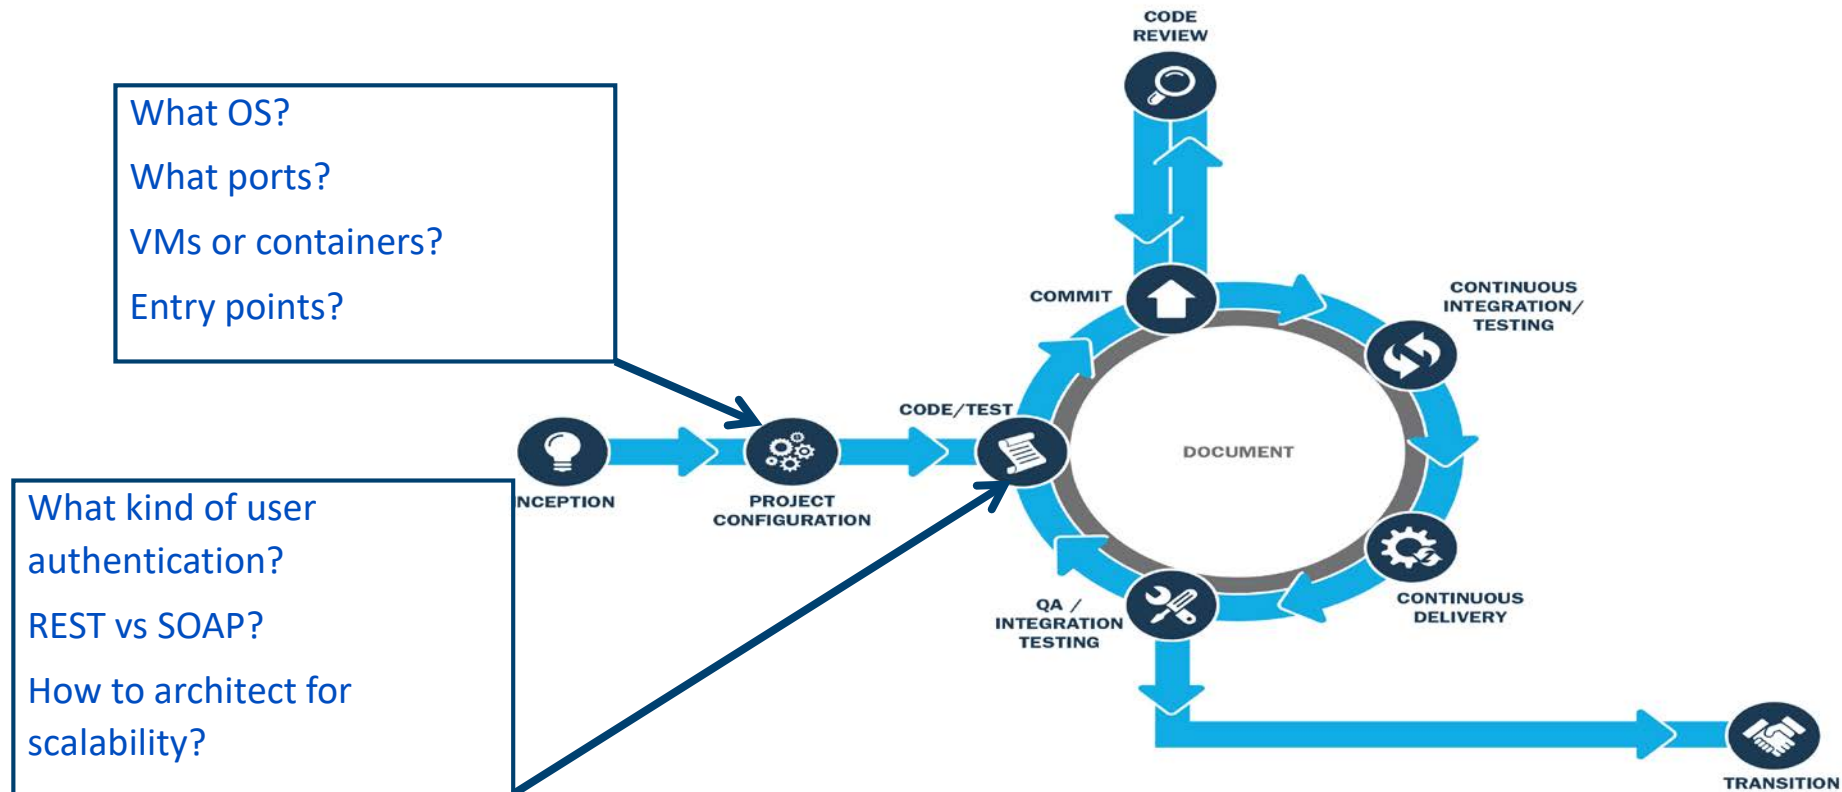 CODE
REVIEW
What OS?
What ports?
VMs or containers?
Entry points?
COMMIT
CONTINUOUS
INTEGRATION/
TESTING
CODE/TEST
DOCUMENT
NCEPTION
PROJECT
CONFIGURATION
What kind of user
authentication?
REST vs SOAP?
How to architect for
scalability?
QA /
INTEGRATION
TESTING
CONTINUOUS
DELIVERY
TRANSITION